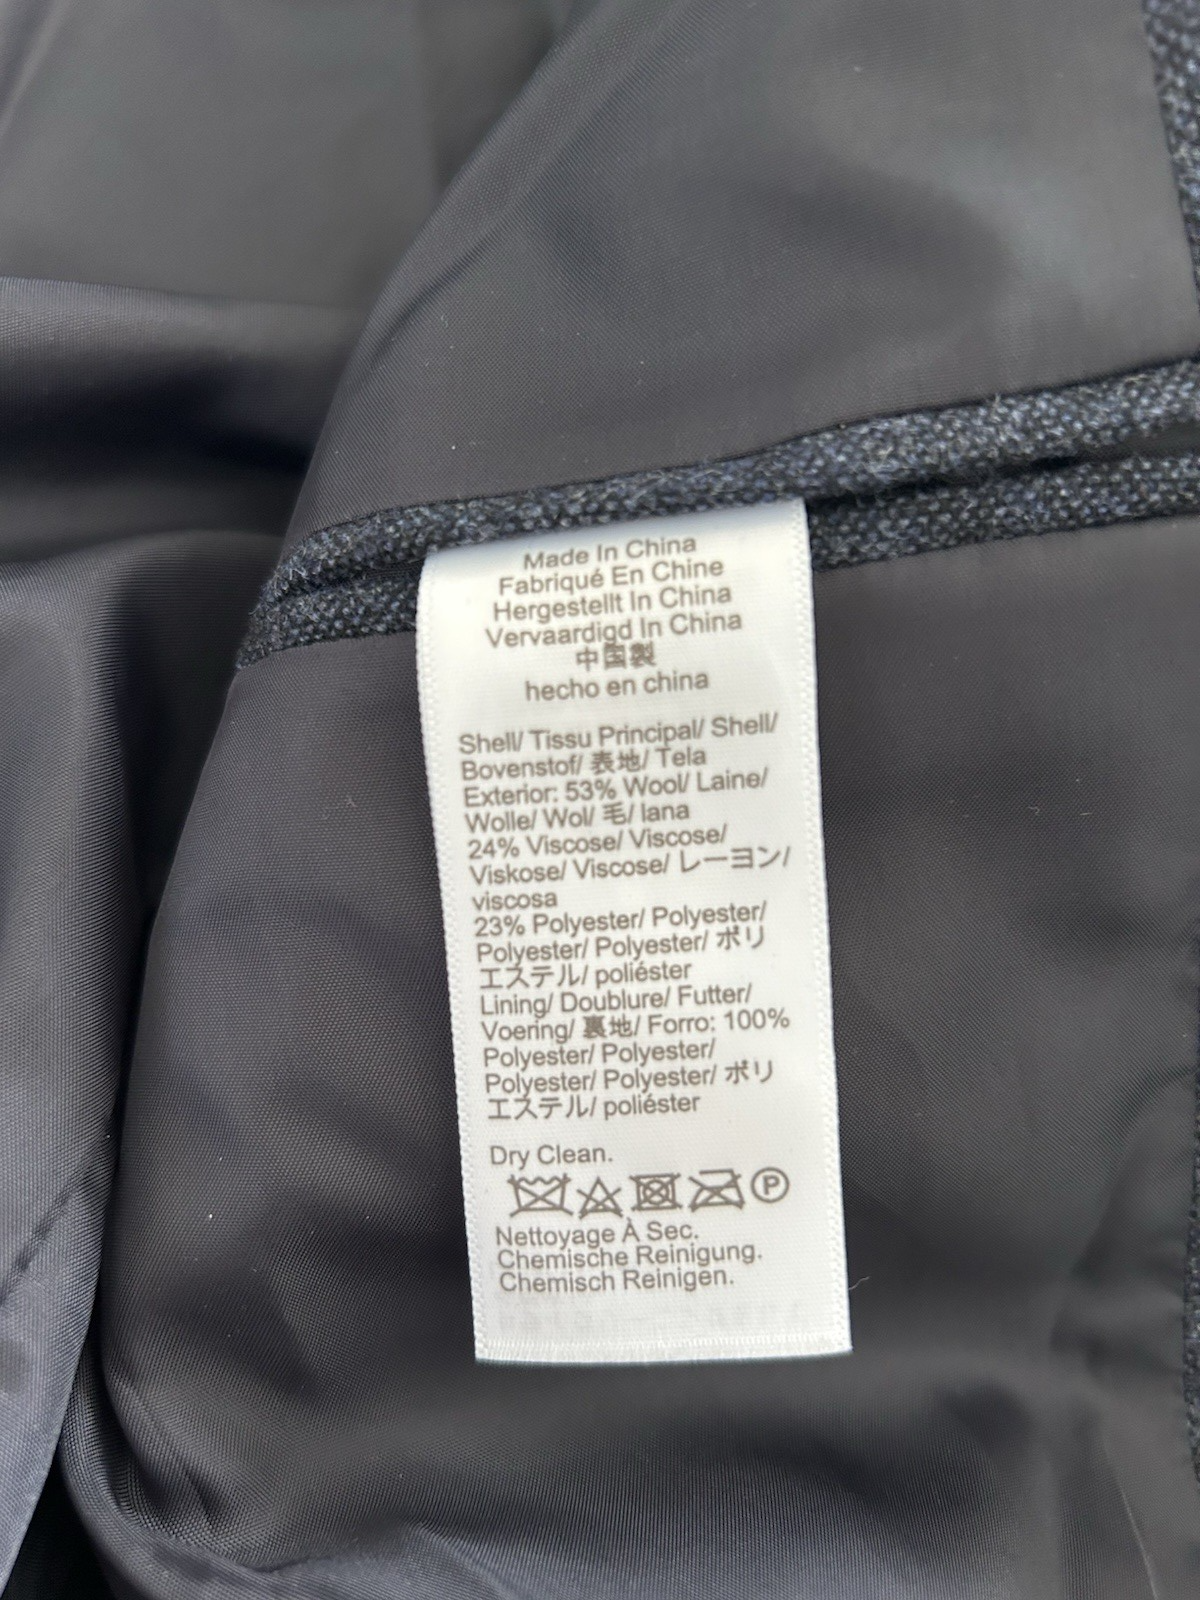 Made In China
Fabriqué En Chine
Hergestellt In China
Vervaardigd In China
中国製
hecho en china
Shell/ Tissu Principal/ Shell/
Bovenstof/ 表地/ Tela
Exterior: 53% Wool/ Laine/
Wolle/ Wol/ 毛/ lana
24% Viscose/ Viscose/
Viskose/ Viscose/ レーヨン/
viscosa
23% Polyester/ Polyester/
Polyester/ Polyester/ ポリ
エステル/ poliéster
Lining/ Doublure/ Futter/
Voering/ 裏地/ Forro: 100%
Polyester/ Polyester/
Polyester/ Polyester/ ポリ
エステル/ poliéster
Dry Clean.
P
Nettoyage À Sec.
Chemische Reinigung.
Chemisch Reinigen.